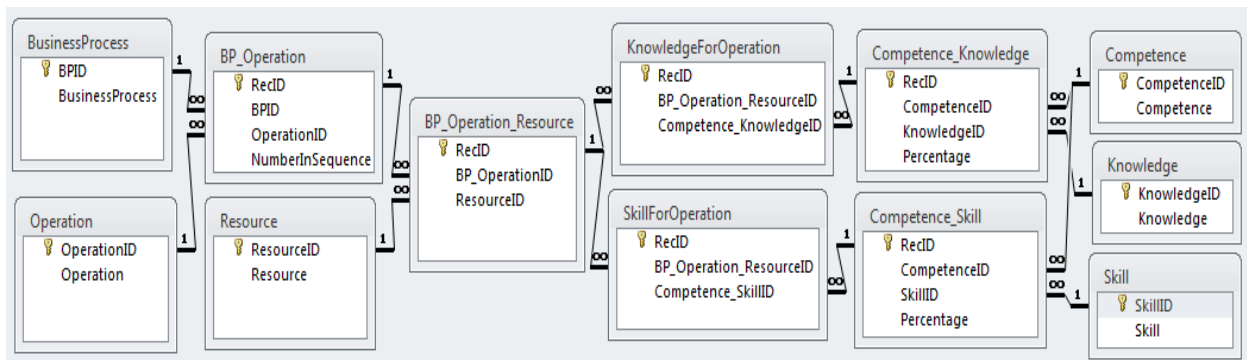 BusinessProcess
BPID
BusinessProcess
1
∞
BP_Operation
RecID
BPID
OperationID
NumberInSequence
∞
1
Operation
OperationID
Operation
1
Resource
ResourceID
Resource
1
BP_Operation_Resource
RecID
BP_OperationID
ResourceID
∞
∞
1
KnowledgeForOperation
RecID
BP_Operation_ResourceID
Competence_KnowledgeID
∞
∞
1
SkillForOperation
RecID
BP_Operation_ResourceID
Competence_SkillID
∞
∞
1
Competence_Knowledge
RecID
CompetenceID
KnowledgeID
Percentage
∞
∞
1
Competence_Skill
RecID
CompetenceID
SkillID
Percentage
∞
∞
Competence
CompetenceID
Competence
1
Knowledge
KnowledgeID
Knowledge
1
Skill
SkillID
Skill